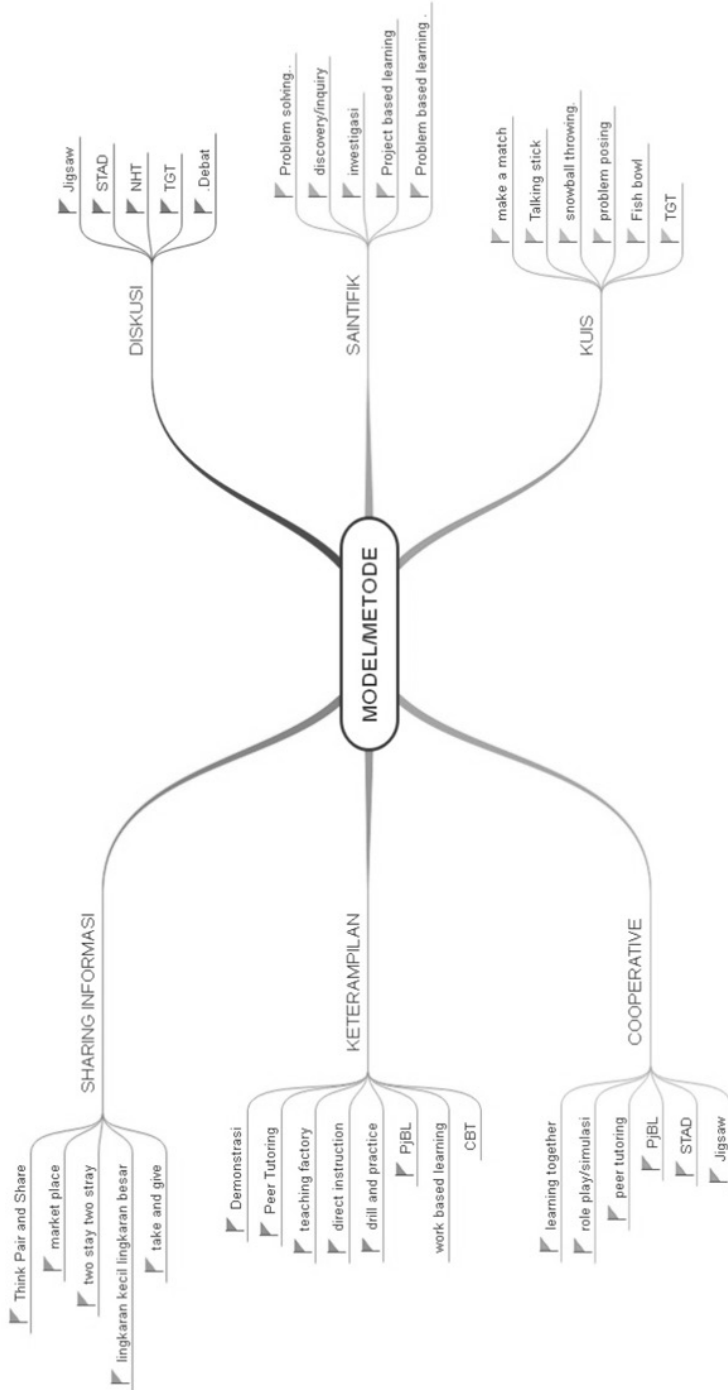 MODEL/METODE
DISKUSI
Jigsaw
STAD
NHT
TGT
.Debat
SAINTIFIK
Problem solving..
discovery/inquiry
investigasi
Project based learning
Problem based learning .
KUIS
make a match
Talking stick
snowball throwing.
problem posing
Fish bowl
TGT
SHARING INFORMASI
Think Pair and Share
market place
two stay two stray
lingkaran kecil lingkaran besar
take and give
KETERAMPILAN
Demonstrasi
Peer Tutoring
teaching factory
direct instruction
drill and practice
PjBL
work based learning
CBT
COOPERATIVE
learning together
role play/simulasi
peer tutoring
PjBL
STAD
Jigsaw